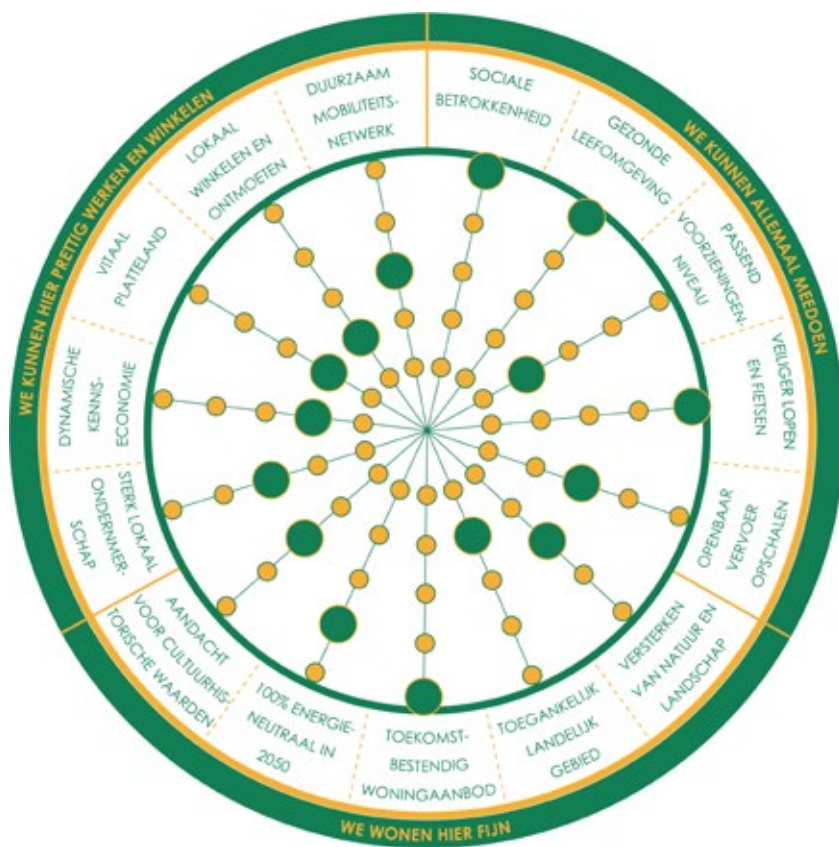 WE KUNNEN ALLEMAAL MEEDOEN
SOCIALE
BETROKKENHEID
GEZONDE
LEEFOMGEVING
PASSEND
VOORZIENINGEN-
NIVEAU
VEILIGER LOPEN
EN FIETSEN
OPENBAAR
VERVOER
OPSCHALEN
WE WONEN HIER FIJN
VERSTERKEN
VAN NATUUR EN
LANDSCHAP
TOEGANKELIJK
LANDELIJK
GEBIED
TOEKOMST-
BESTENDIG
WONINGAANBOD
100% ENERGIE-
NEUTRAAL IN
2050
AANDACHT
VOOR CULTUURHIS-
TORISCHE WAARDEN
WE KUNNEN HIER PRETTIG WERKEN EN WINKELEN
STERK LOKAAL
ONDERNMER-
SCHAP
DYNAMISCHE
KENNIS-
ECONOMIE
VITAAL
PLATTELAND
LOKAAL
WINKELEN EN
ONTMOETEN
DUURZAAM
MOBILITEITS-
NETWERK